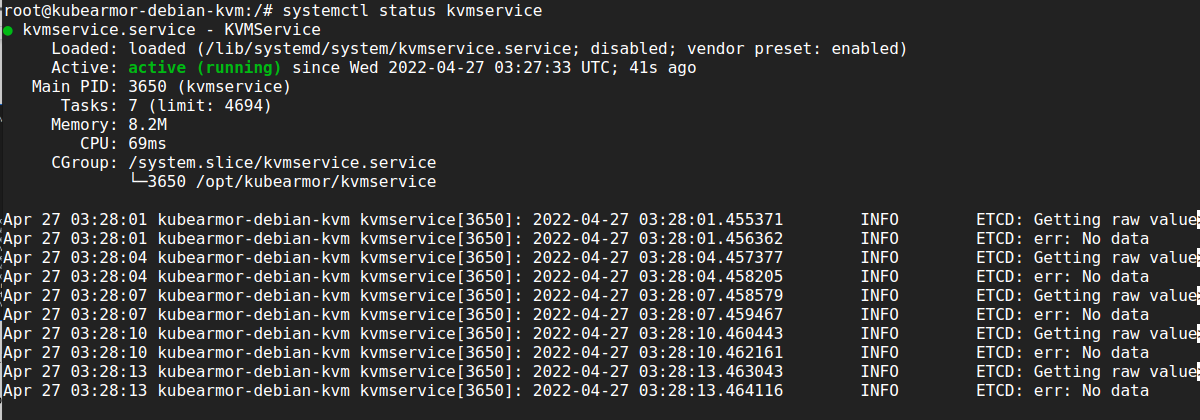 root@kubearmor-debian-kvm:/# systemctl status kvmservice
● kvmservice.service - KVMService
     Loaded: loaded (/lib/systemd/system/kvmservice.service; disabled; vendor preset: enabled)
     Active: active (running) since Wed 2022-04-27 03:27:33 UTC; 41s ago
   Main PID: 3650 (kvmservice)
      Tasks: 7 (limit: 4694)
     Memory: 8.2M
        CPU: 69ms
     CGroup: /system.slice/kvmservice.service
             └─3650 /opt/kubearmor/kvmservice

Apr 27 03:28:01 kubearmor-debian-kvm kvmservice[3650]: 2022-04-27 03:28:01.455371        INFO        ETCD: Getting raw value>
Apr 27 03:28:01 kubearmor-debian-kvm kvmservice[3650]: 2022-04-27 03:28:01.456362        INFO        ETCD: err: No data
Apr 27 03:28:04 kubearmor-debian-kvm kvmservice[3650]: 2022-04-27 03:28:04.457377        INFO        ETCD: Getting raw value>
Apr 27 03:28:04 kubearmor-debian-kvm kvmservice[3650]: 2022-04-27 03:28:04.458205        INFO        ETCD: err: No data
Apr 27 03:28:07 kubearmor-debian-kvm kvmservice[3650]: 2022-04-27 03:28:07.458579        INFO        ETCD: Getting raw value>
Apr 27 03:28:07 kubearmor-debian-kvm kvmservice[3650]: 2022-04-27 03:28:07.459467        INFO        ETCD: err: No data
Apr 27 03:28:10 kubearmor-debian-kvm kvmservice[3650]: 2022-04-27 03:28:10.460443        INFO        ETCD: Getting raw value>
Apr 27 03:28:10 kubearmor-debian-kvm kvmservice[3650]: 2022-04-27 03:28:10.462161        INFO        ETCD: err: No data
Apr 27 03:28:13 kubearmor-debian-kvm kvmservice[3650]: 2022-04-27 03:28:13.463043        INFO        ETCD: Getting raw value>
Apr 27 03:28:13 kubearmor-debian-kvm kvmservice[3650]: 2022-04-27 03:28:13.464116        INFO        ETCD: err: No data